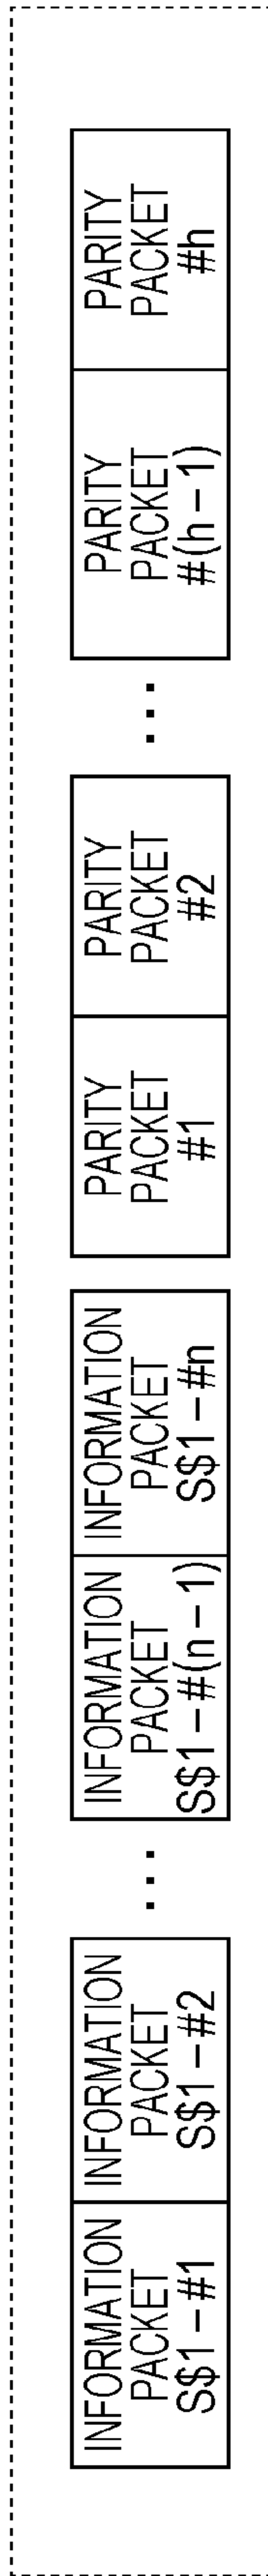 INFORMATION
PACKET
S$1-#1
INFORMATION
PACKET
S$1-#2
...
INFORMATION
PACKET
S$1-#(n-1)
INFORMATION
PACKET
S$1-#n
PARITY
PACKET
#1
PARITY
PACKET
#2
...
PARITY
PACKET
#(h-1)
PARITY
PACKET
#h